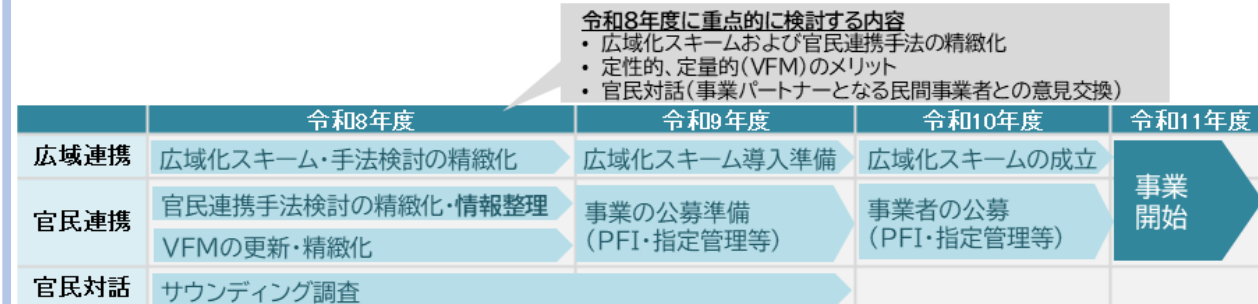 令和8年度に重点的に検討する内容
• 広域化スキームおよび官民連携手法の精緻化
• 定性的、定量的(VFM)のメリット
• 官民対話(事業パートナーとなる民間事業者との意見交換)
令和8年度 令和9年度 令和10年度 令和11年度
広域連携 広域化スキーム・手法検討の精緻化 広域化スキーム導入準備 広域化スキームの成立
官民連携 官民連携手法検討の精緻化・情報整理
VFMの更新・精緻化
事業の公募準備
(PFI・指定管理等)
事業者の公募
(PFI・指定管理等)
事業
開始
官民対話 サウンディング調査